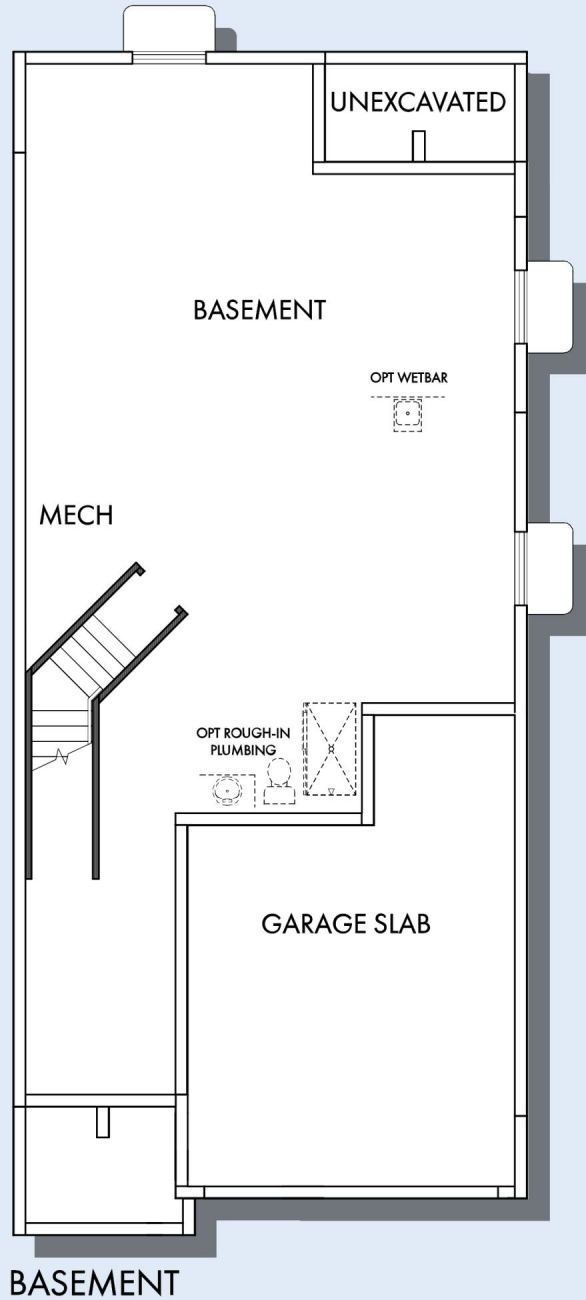 UNEXCAVATED
BASEMENT
OPT WETBAR
MECH
OPT ROUGH-IN
PLUMBING
GARAGE SLAB
BASEMENT